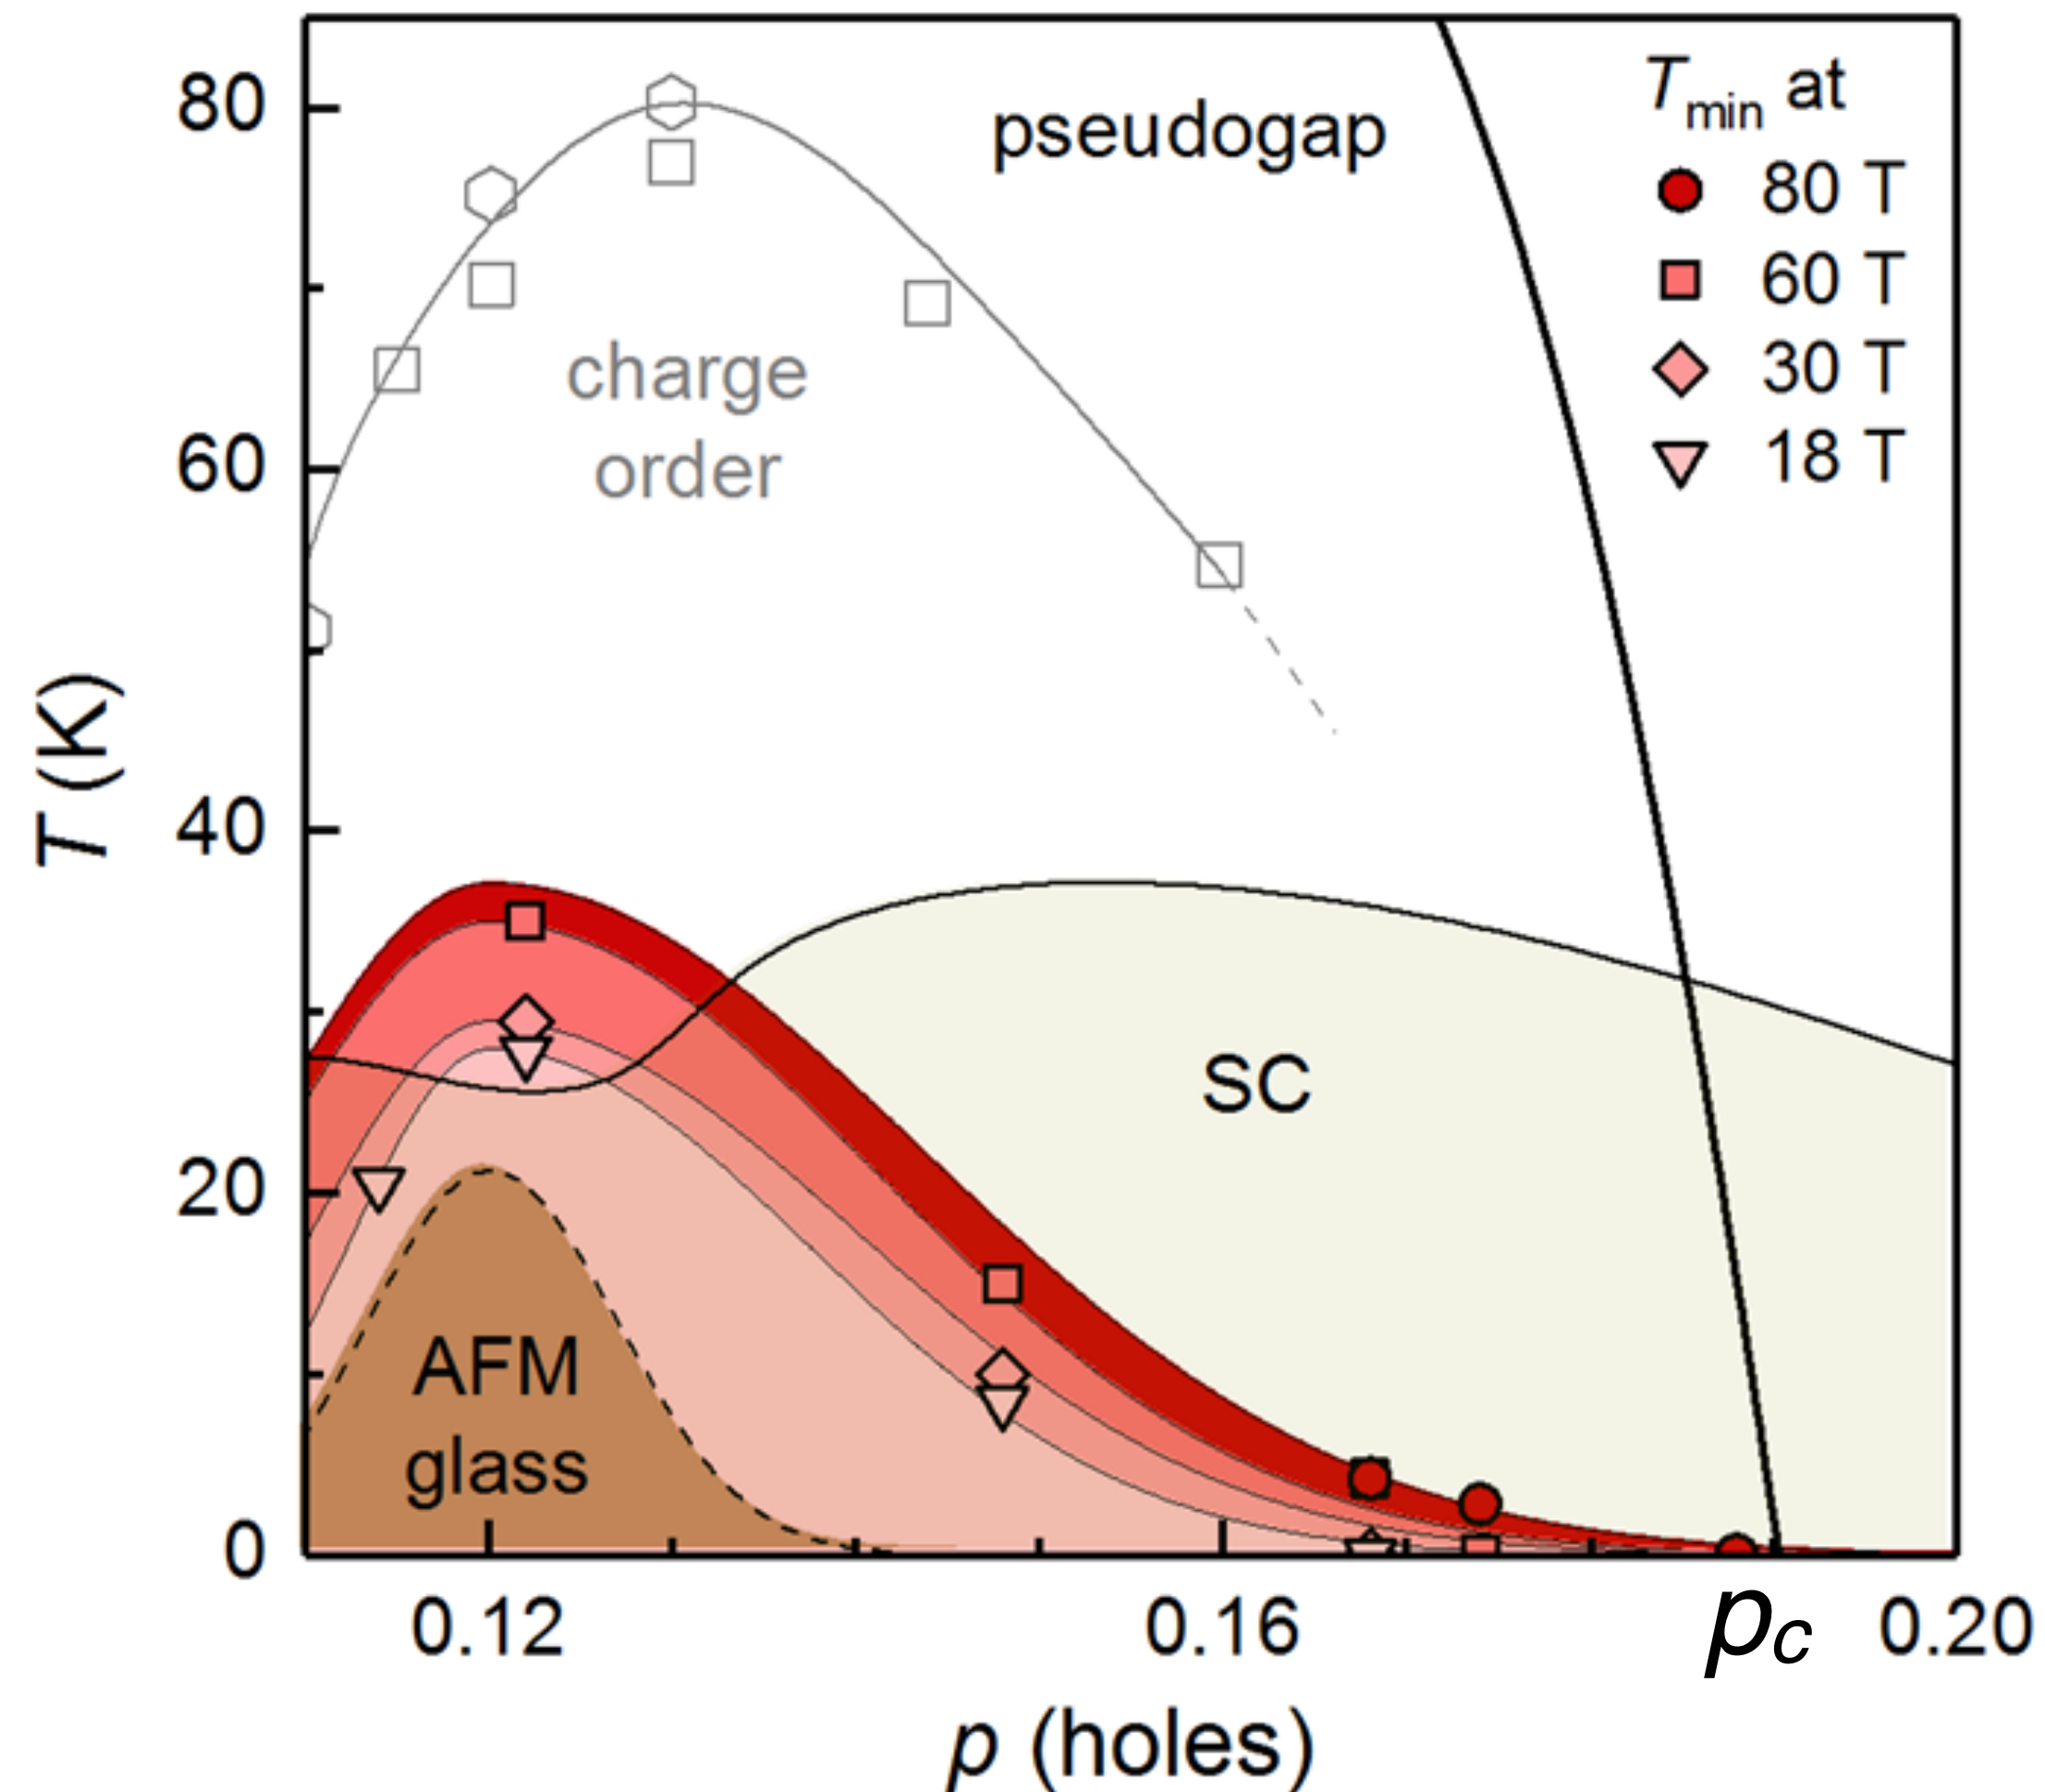 80
60
40
20
0
T (K)
pseudogap
charge
order
SC
AFM
glass
Tmin at
80 T
60 T
30 T
18 T
0.12
0.16
pc
0.20
p (holes)